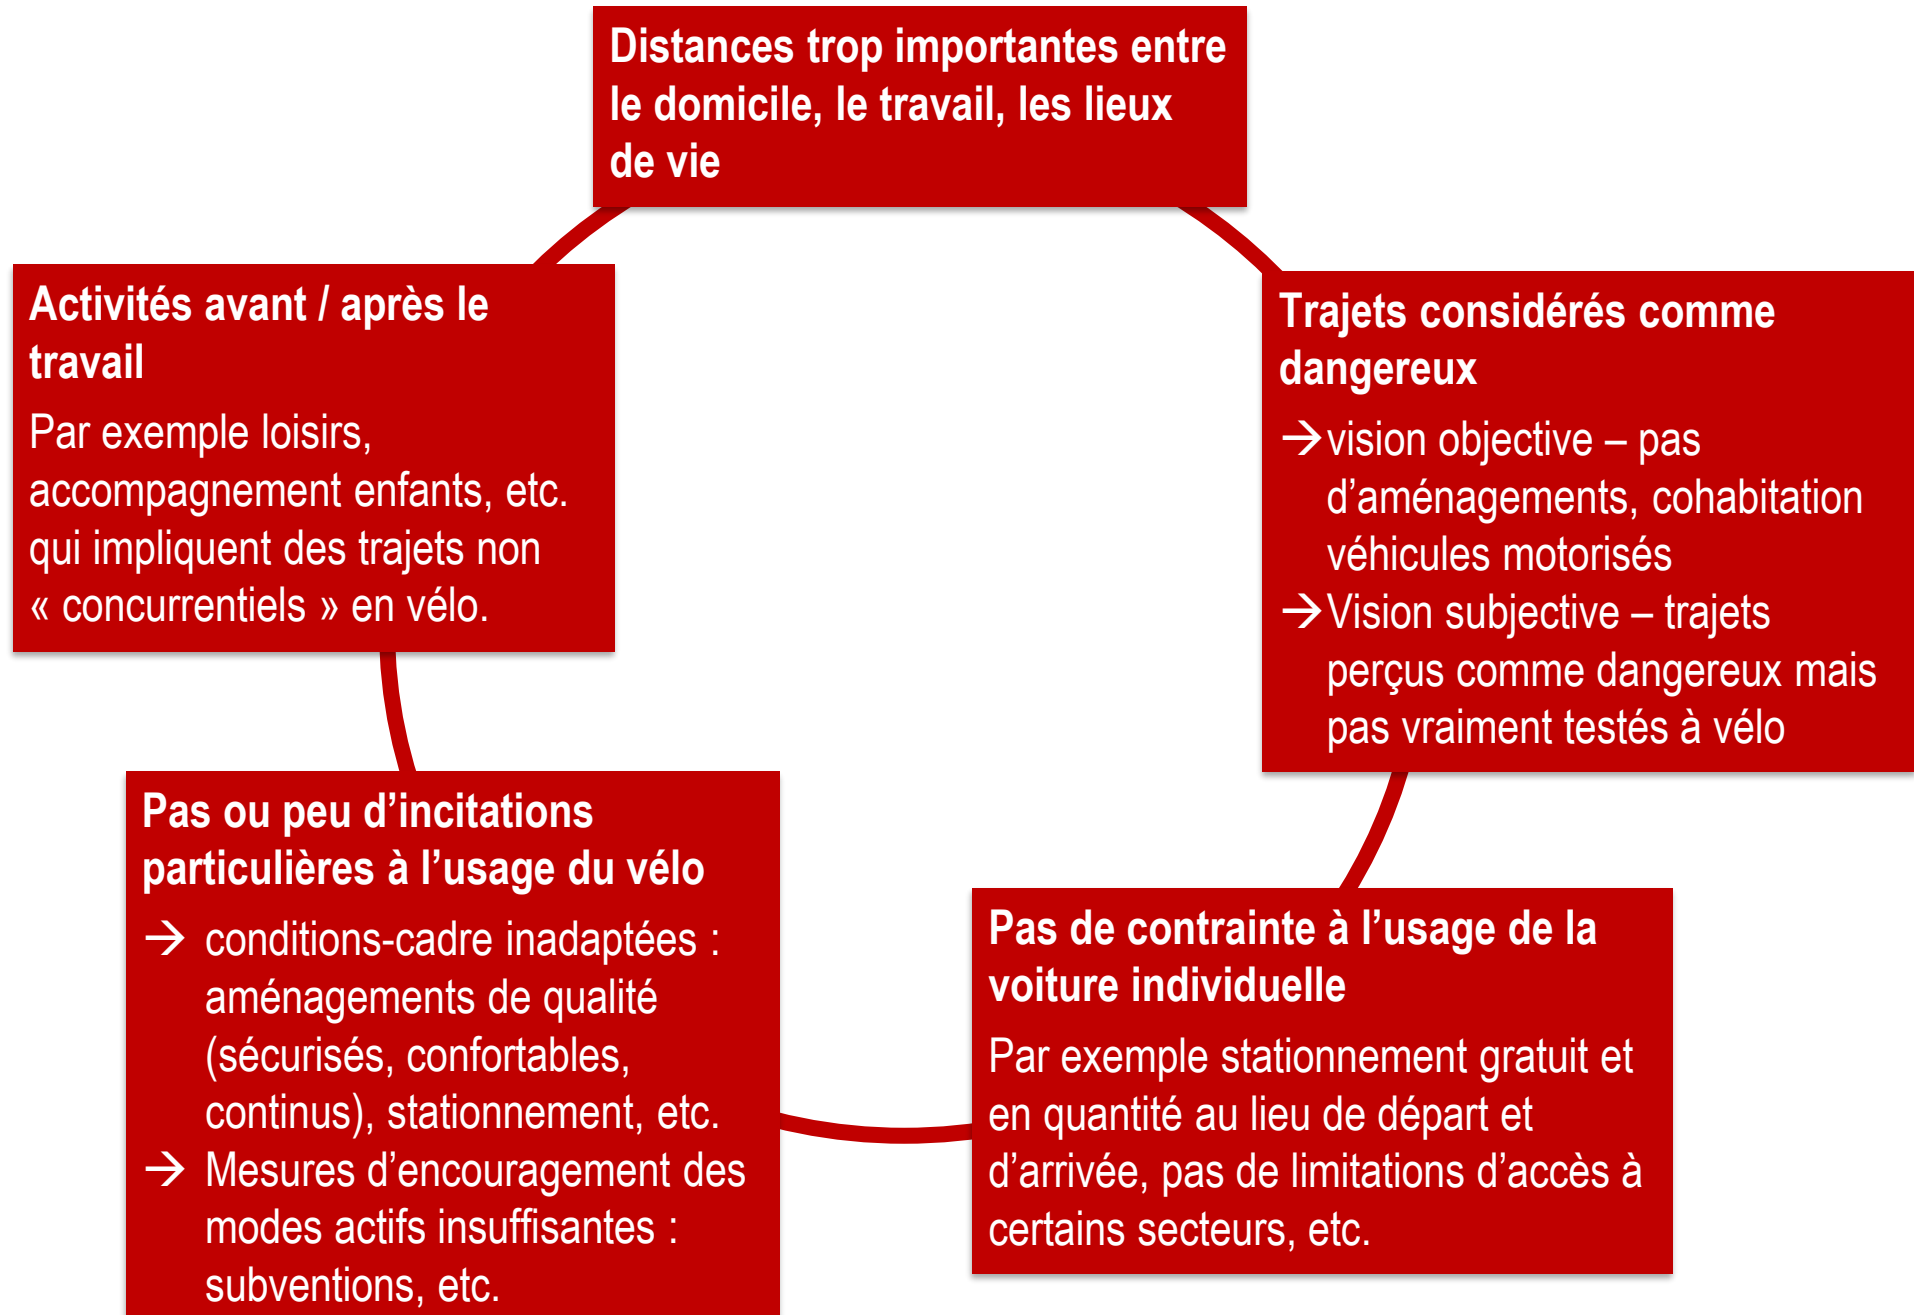 Distances trop importantes entre
le domicile, le travail, les lieux
de vie
Activités avant / après le
travail
Par exemple loisirs,
accompagnement enfants, etc.
qui impliquent des trajets non
« concurrentiels » en vélo.
Trajets considérés comme
dangereux
→ vision objective – pas
d’aménagements, cohabitation
véhicules motorisés
→ Vision subjective – trajets
perçus comme dangereux mais
pas vraiment testés à vélo
Pas ou peu d’incitations
particulières à l’usage du vélo
→ conditions-cadre inadaptées :
aménagements de qualité
(sécurisés, confortables,
continus), stationnement, etc.
→ Mesures d’encouragement des
modes actifs insuffisantes :
subventions, etc.
Pas de contrainte à l’usage de la
voiture individuelle
Par exemple stationnement gratuit et
en quantité au lieu de départ et
d’arrivée, pas de limitations d’accès à
certains secteurs, etc.